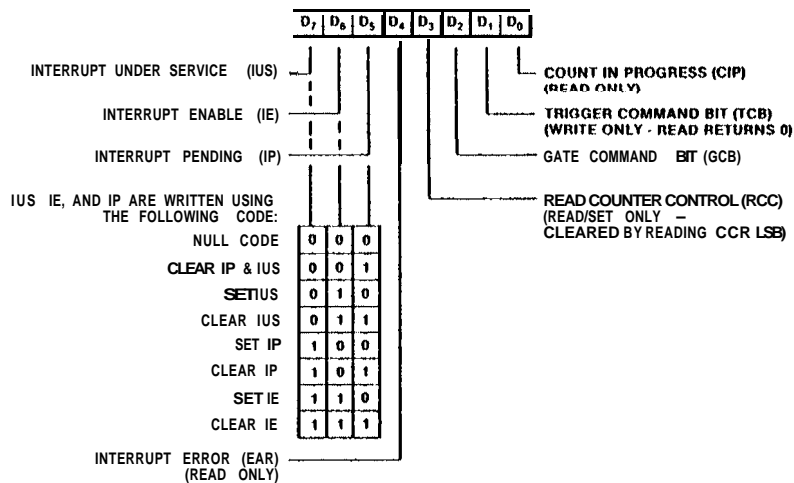 D7 D6 D5 D4 D3 D2 D1 D0
INTERRUPT UNDER SERVICE (IUS)
INTERRUPT ENABLE (IE)
INTERRUPT PENDING (IP)
IUS IE, AND IP ARE WRITTEN USING
THE FOLLOWING CODE:
NULL CODE 0 0 0
CLEAR IP & IUS 0 0 1
SET IUS 0 1 0
CLEAR IUS 0 1 1
SET IP 1 0 0
CLEAR IP 1 0 1
SET IE 1 1 0
CLEAR IE 1 1 1
INTERRUPT ERROR (EAR)
(READ ONLY)
COUNT IN PROGRESS (CIP)
(READ ONLY)
TRIGGER COMMAND BIT (TCB)
(WRITE ONLY - READ RETURNS 0)
GATE COMMAND BIT (GCB)
READ COUNTER CONTROL (RCC)
(READ/SET ONLY –
CLEARED BY READING CCR LSB)